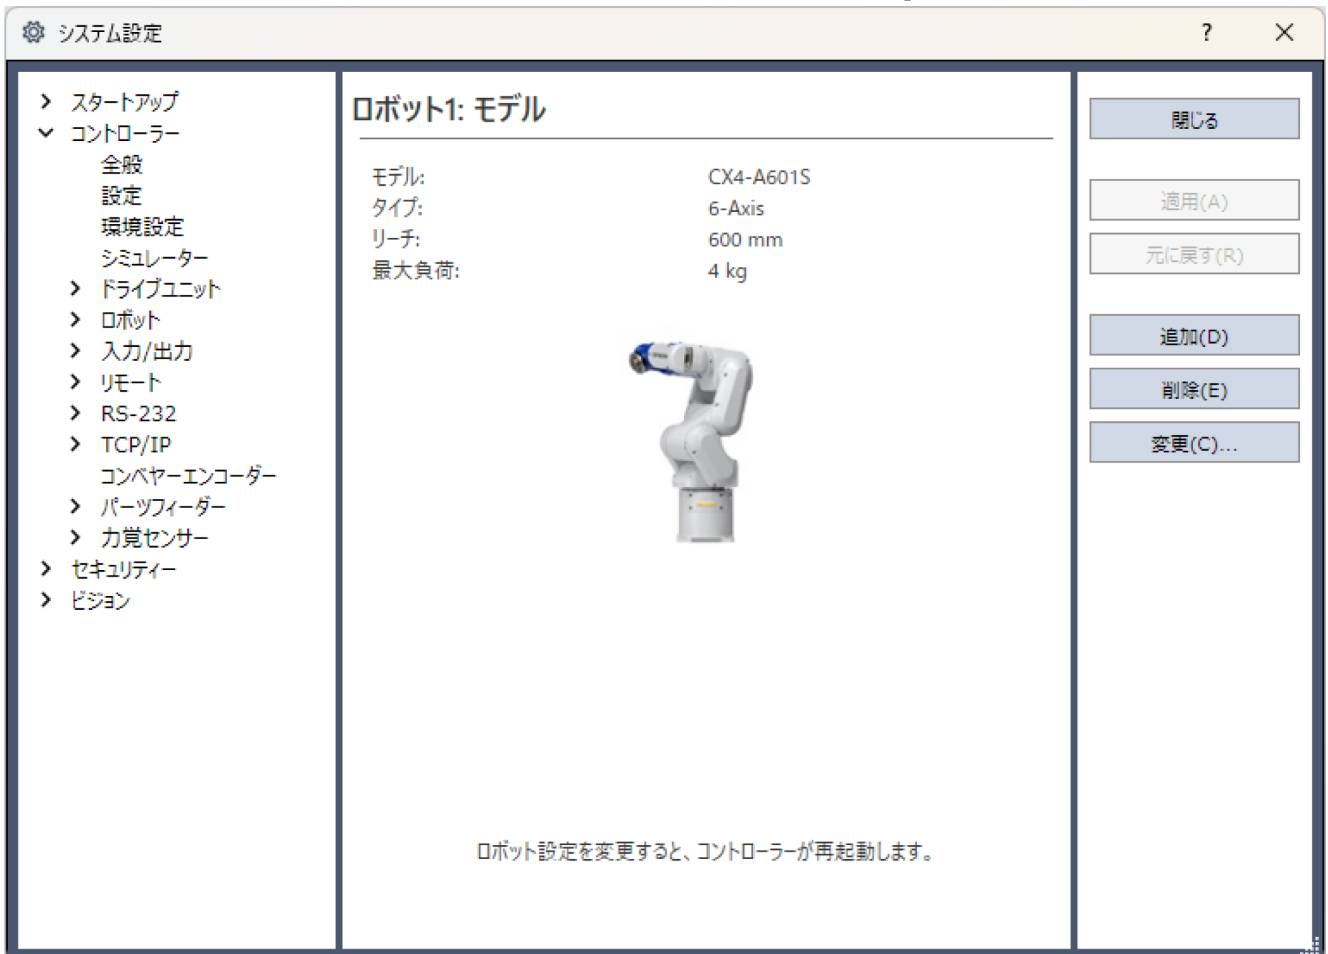 システム設定
?
スタートアップ
コントローラー
全般
設定
環境設定
シミュレーター
ドライブユニット
ロボット
入力/出力
リモート
RS-232
TCP/IP
コンベヤーエンコーダー
パーツフィーダー
力覚センサー
セキュリティー
ビジョン
ロボット1: モデル
モデル: CX4-A601S
タイプ: 6-Axis
リーチ: 600 mm
最大負荷: 4 kg
ロボット設定を変更すると、コントローラーが再起動します。
閉じる
適用(A)
元に戻す(R)
追加(D)
削除(E)
変更(C)...